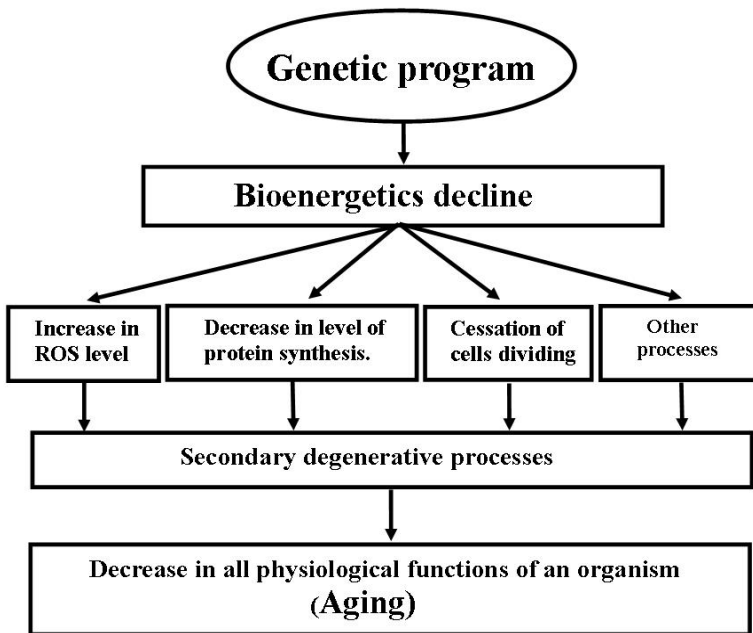 Genetic program
Bioenergetics decline
Increase in
ROS level
Decrease in level of
protein synthesis.
Cessation of
cells dividing
Other
processes
Secondary degenerative processes
Decrease in all physiological functions of an organism
(Aging)